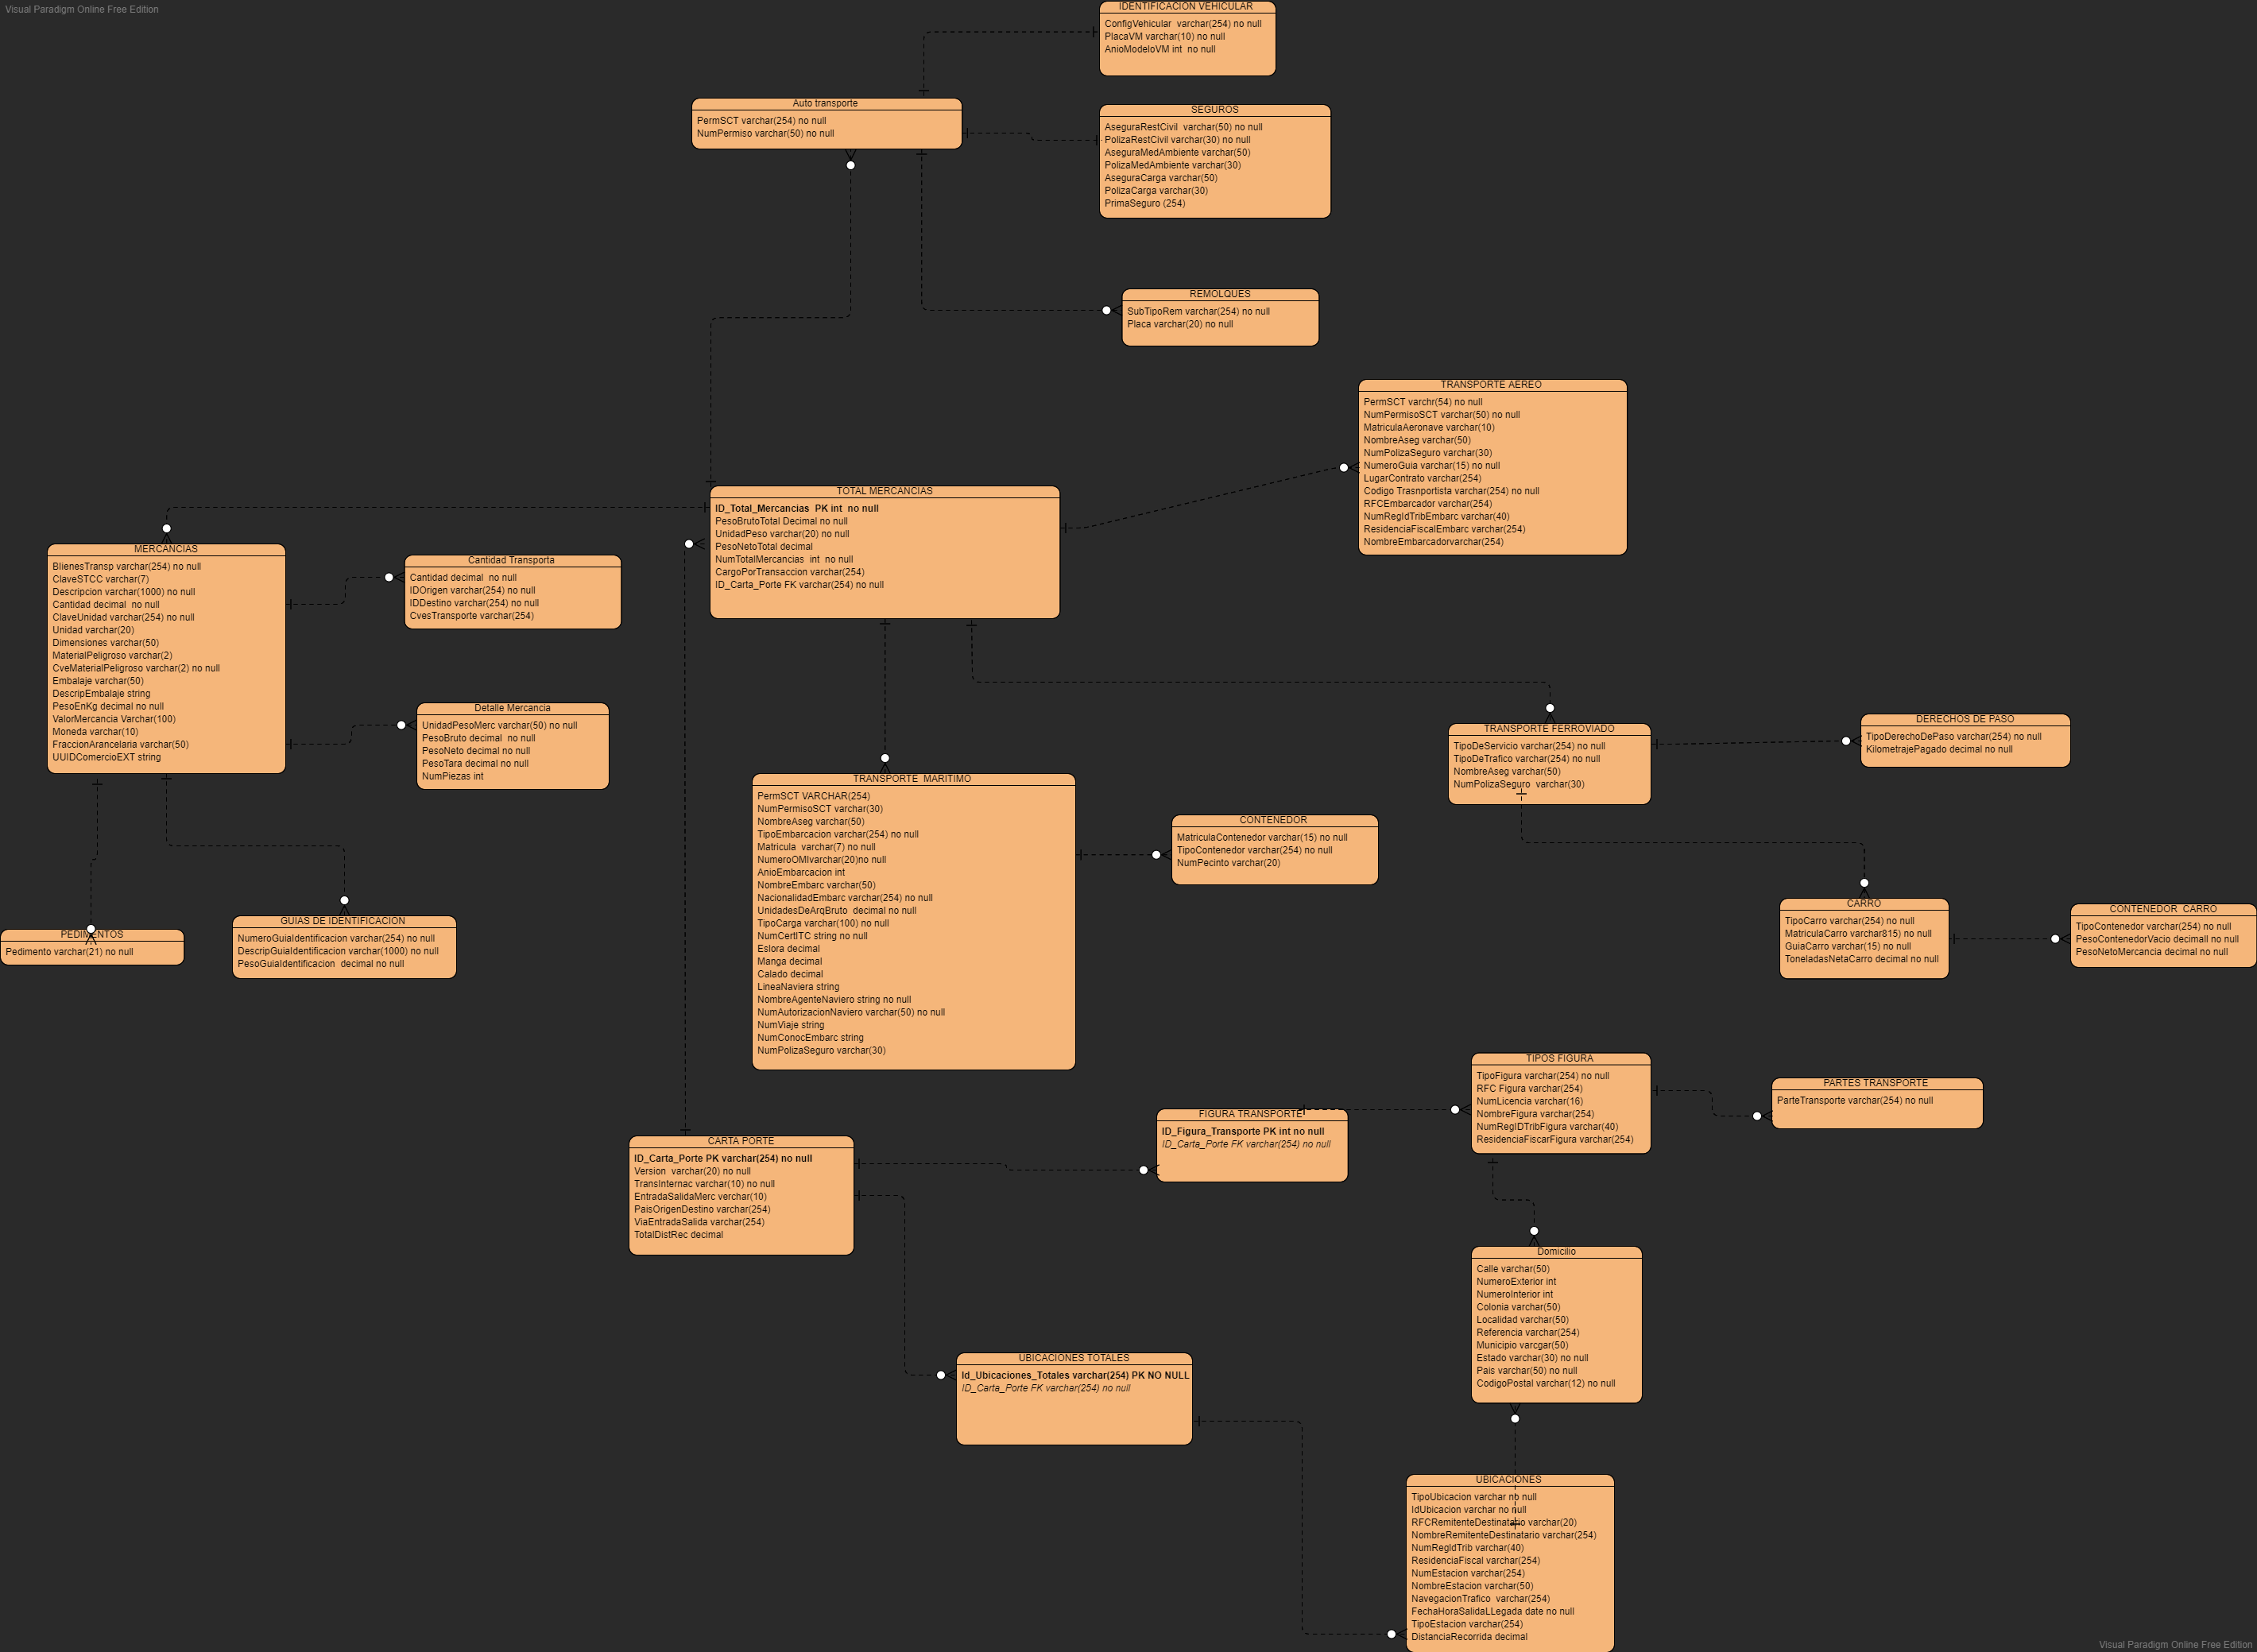 Visual Paradigm Online Free Edition
IDENTIFICACION VEHICULAR
ConfigVehicular  varchar(254) no null
PlacaVM varchar(10) no null
AnioModeloVM int  no null
Auto transporte
PermSCT varchar(254) no null
NumPermiso varchar(50) no null
SEGUROS
AseguraRestCivil  varchar(50) no null
PolizaRestCivil varchar(30) no null
AseguraMedAmbiente varchar(50)
PolizaMedAmbiente varchar(30)
AseguraCarga varchar(50)
PolizaCarga varchar(30)
PrimaSeguro (254)
REMOLQUES
SubTipoRem varchar(254) no null
Placa varchar(20) no null
TRANSPORTE AEREO
PermSCT varchr(54) no null
NumPermisoSCT varchar(50) no null
MatriculaAeronave varchar(10)
NombreAseg varchar(50)
NumPolizaSeguro varchar(30)
NumeroGuia varchar(15) no null
LugarContrato varchar(254)
Codigo Trasnportista varchar(254) no null
RFCEmbarcador varchar(254)
NumRegIdTribEmbarc varchar(40)
ResidenciaFiscalEmbarc varchar(254)
NombreEmbarcadorvarchar(254)
TOTAL MERCANCIAS
ID_Total_Mercancias  PK int  no null
PesoBrutoTotal Decimal no null
UnidadPeso varchar(20) no null
PesoNetoTotal decimal
NumTotalMercancias  int  no null
CargoPorTransaccion varchar(254)
ID_Carta_Porte FK varchar(254) no null
MERCANCIAS
BIienesTransp varchar(254) no null
ClaveSTCC varchar(7)
Descripcion varchar(1000) no null
Cantidad decimal  no null
ClaveUnidad varchar(254) no null
Unidad varchar(20)
Dimensiones varchar(50)
MaterialPeligroso varchar(2)
CveMaterialPeligroso varchar(2) no null
Embalaje varchar(50)
DescripEmbalaje string
PesoEnKg decimal no null
ValorMercancia Varchar(100)
Moneda varchar(10)
FraccionArancelaria varchar(50)
UUIDComercioEXT string
Cantidad Transporta
Cantidad decimal  no null
IDOrigen varchar(254) no null
IDDestino varchar(254) no null
CvesTransporte varchar(254)
Detalle Mercancia
UnidadPesoMerc varchar(50) no null
PesoBruto decimal  no null
PesoNeto decimal no null
PesoTara decimal no null
NumPiezas int
TRANSPORTE FERROVIADO
TipoDeServicio varchar(254) no null
TipoDeTrafico varchar(254) no null
NombreAseg varchar(50)
NumPolizaSeguro  varchar(30)
DERECHOS DE PASO
TipoDerechoDePaso varchar(254) no null
KilometrajePagado decimal no null
TRANSPORTE  MARITIMO
PermSCT VARCHAR(254)
NumPermisoSCT varchar(30)
NombreAseg varchar(50)
TipoEmbarcacion varchar(254) no null
Matricula  varchar(7) no null
NumeroOMIvarchar(20)no null
AnioEmbarcacion int
NombreEmbarc varchar(50)
NacionalidadEmbarc varchar(254) no null
UnidadesDeArqBruto  decimal no null
TipoCarga varchar(100) no null
NumCertITC string no null
Eslora decimal
Manga decimal
Calado decimal
LineaNaviera string
NombreAgenteNaviero string no null
NumAutorizacionNaviero varchar(50) no null
NumViaje string
NumConocEmbarc string
NumPolizaSeguro varchar(30)
CONTENEDOR
MatriculaContenedor varchar(15) no null
TipoContenedor varchar(254) no null
NumPecinto varchar(20)
CARRO
TipoCarro varchar(254) no null
MatriculaCarro varchar815) no null
GuiaCarro varchar(15) no null
ToneladasNetaCarro decimal no null
CONTENEDOR  CARRO
TipoContenedor varchar(254) no null
PesoContenedorVacio decimall no null
PesoNetoMercancia decimal no null
PEDIMENTOS
Pedimento varchar(21) no null
GUIAS DE IDENTIFICACION
NumeroGuiaIdentificacion varchar(254) no null
DescripGuiaIdentificacion varchar(1000) no null
PesoGuiaIdentificacion  decimal no null
TIPOS FIGURA
TipoFigura varchar(254) no null
RFC Figura varchar(254)
NumLicencia varchar(16)
NombreFigura varchar(254)
NumRegIDTribFigura varchar(40)
ResidenciaFiscarFigura varchar(254)
PARTES TRANSPORTE
ParteTransporte varchar(254) no null
FIGURA TRANSPORTE
ID_Figura_Transporte PK int no null
ID_Carta_Porte FK varchar(254) no null
CARTA PORTE
ID_Carta_Porte PK varchar(254) no null
Version  varchar(20) no null
TransInternac varchar(10) no null
EntradaSalidaMerc verchar(10)
PaisOrigenDestino varchar(254)
ViaEntradaSalida varchar(254)
TotalDistRec decimal
Domicilio
Calle varchar(50)
NumeroExterior int
NumeroInterior int
Colonia varchar(50)
Localidad varchar(50)
Referencia varchar(254)
Municipio varcgar(50)
Estado varchar(30) no null
Pais varchar(50) no null
CodigoPostal varchar(12) no null
UBICACIONES TOTALES
Id_Ubicaciones_Totales varchar(254) PK NO NULL
ID_Carta_Porte FK varchar(254) no null
UBICACIONES
TipoUbicacion varchar no null
IdUbicacion varchar no null
RFCRemitenteDestinatario varchar(20)
NombreRemitenteDestinatario varchar(254)
NumRegIdTrib varchar(40)
ResidenciaFiscal varchar(254)
NumEstacion varchar(254)
NombreEstacion varchar(50)
NavegacionTrafico  varchar(254)
FechaHoraSalidaLLegada date no null
TipoEstacion varchar(254)
DistanciaRecorrida decimal
Visual Paradigm Online Free Edition